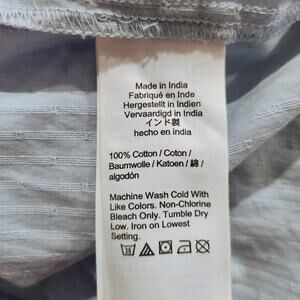 Made in India
Fabriqué en Inde
Hergestellt in Indien
Vervaardigd in India
インド製
hecho en india
100% Cotton / Coton /
Baumwolle / Katoen / 綿 /
algodón
Machine Wash Cold With
Like Colors. Non-Chlorine
Bleach Only. Tumble Dry
Low. Iron on Lowest
Setting.